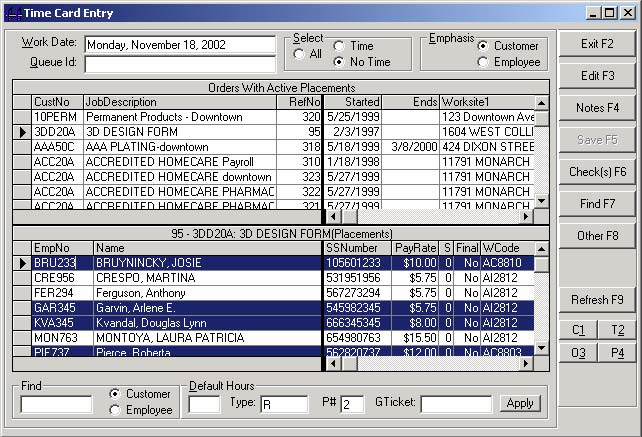 Time Card Entry
Work Date: Monday, November 18, 2002
Queue Id:
Select
All
Time
No Time
Emphasis
Customer
Employee
Orders With Active Placements
CustNo JobDescription RefNo Started Ends Worksite1
10PERM Permanent Products - Downtown 320 5/25/1999 123 Downtown Ave
3DD20A 3D DESIGN FORM 95 2/3/1997 1604 WEST COLLI
AAA50C AAA PLATING-downtown 318 5/18/1999 3/8/2000 424 DIXON STREE
ACC20A ACCREDITED HOMECARE Payroll 310 1/18/1998 11791 MONARCH
ACC20A ACCREDITED HOMECARE downtown 323 5/27/1999 11791 MONARCH
ACC20A ACCREDITED HOMECARE PHARMAC 322 5/27/1999 11791 MONARCH
ACC20A ACCREDITED HOMECARE PHARMAC 321 5/27/1999 11791 MONARCH
95 - 3DD20A: 3D DESIGN FORM(Placements)
EmpNo Name SSNumber PayRate S Final WCode
BRU233 BRUYNINCKY, JOSIE 105601233 $10.00 0 No AC8810
CRE956 CRESPO, MARTINA 531951956 $5.75 0 No AI2812
FER294 Ferguson, Anthony 567273294 $5.75 0 No AI2812
GAR345 Garvin, Arlene E. 545982345 $5.75 0 No AI2812
KVA345 Kvandal, Douglas Lynn 666345345 $8.00 0 No AI2812
MON763 MONTOYA, LAURA PATRICIA 654980763 $15.50 0 No AI2812
PIE737 Pierce, Roberta 562820737 $12.00 0 No AC8803
Find
Customer
Employee
Default Hours
Type: R P# 2 GTicket: Apply
Exit F2
Edit F3
Notes F4
Save F5
Check(s) F6
Find F7
Other F8
Refresh F9
C1 T2
O3 P4